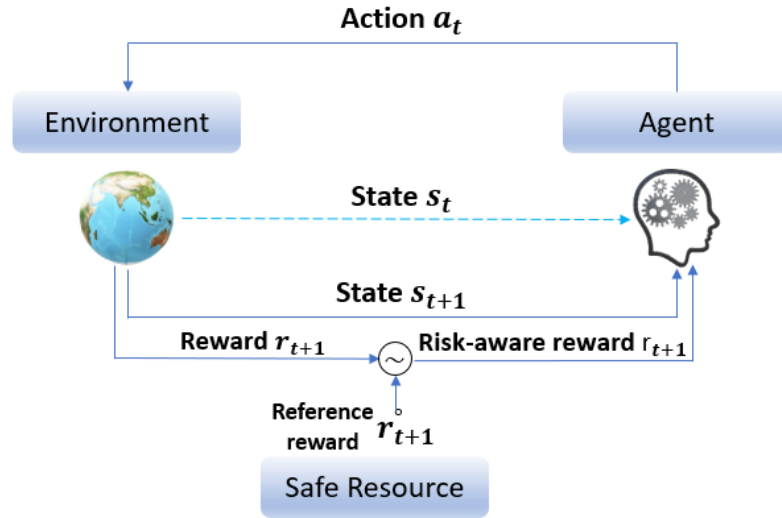 Action a_t
Environment
Agent
State s_t
State s_{t+1}
Reward r_{t+1}
~
Risk-aware reward r_{t+1}
Reference
reward r̊_{t+1}
Safe Resource